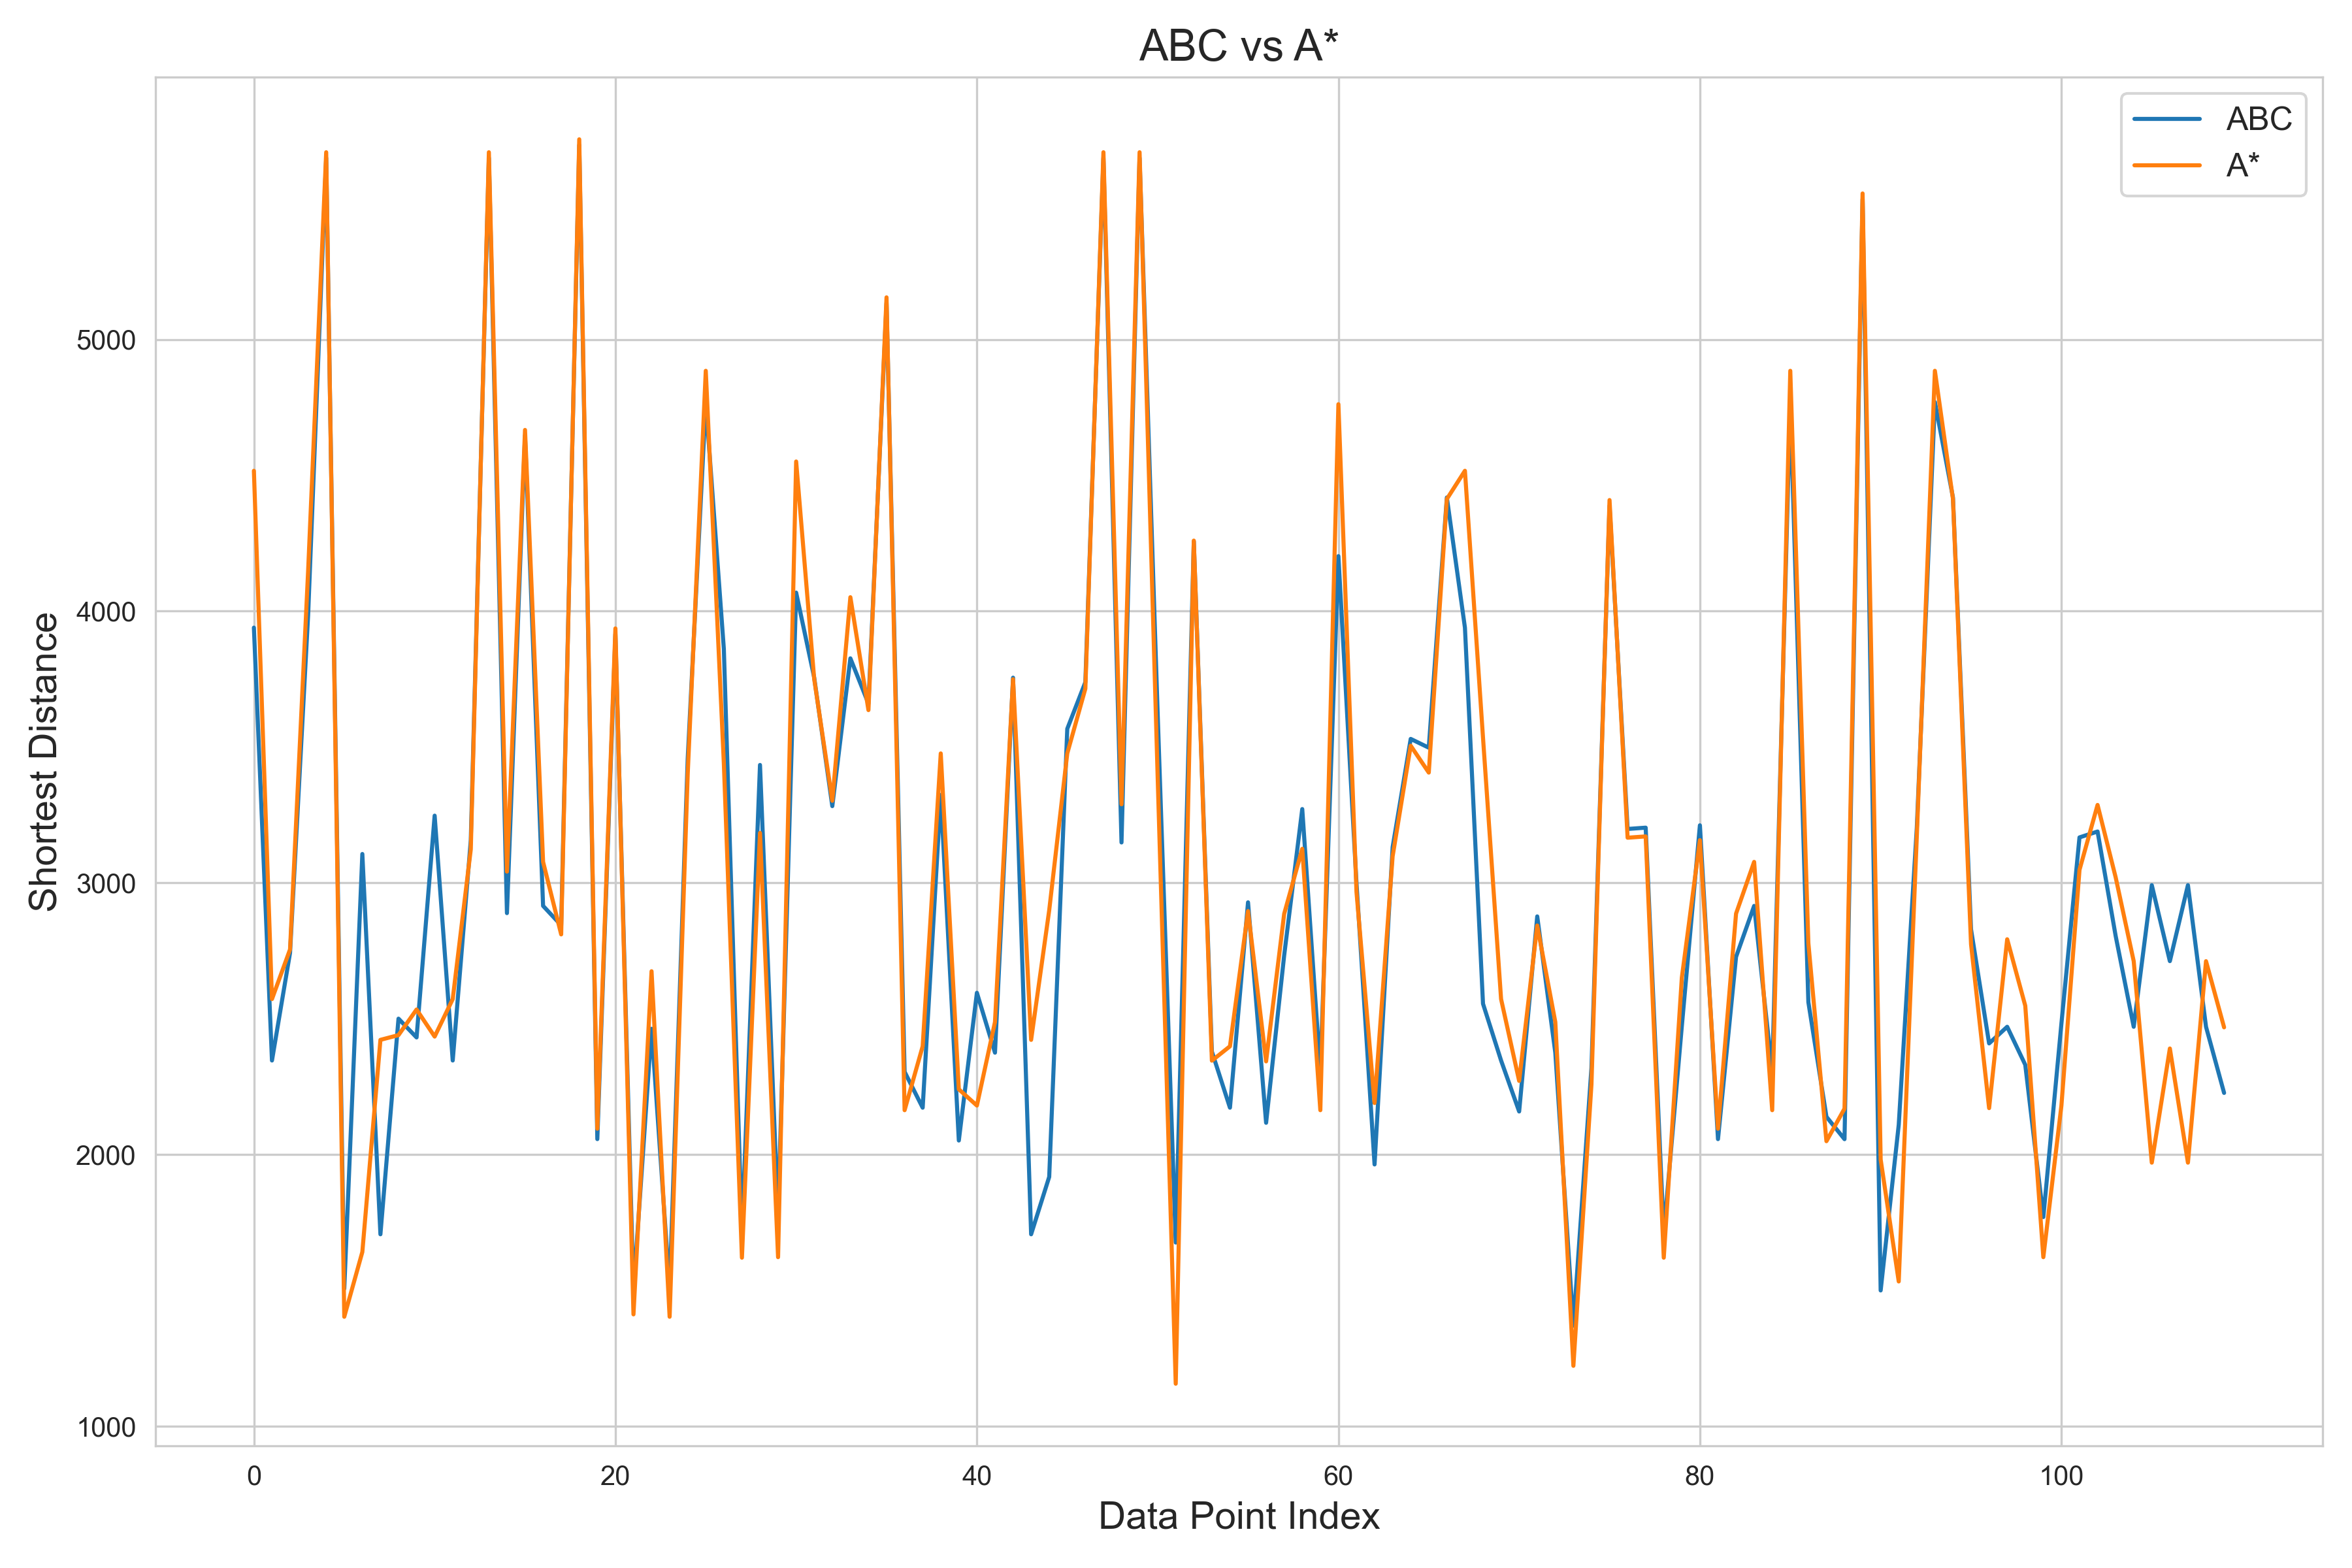 ABC vs A*
ABC
A*
Shortest Distance
5000
4000
3000
2000
1000
0 20 40 60 80 100
Data Point Index